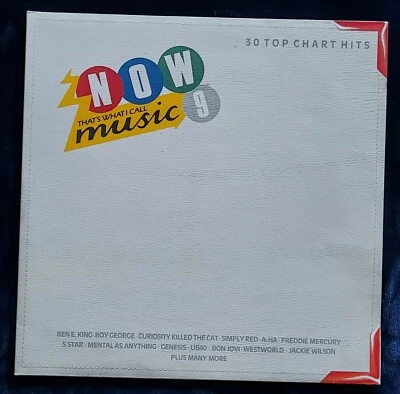 30 TOP CHART HITS
NOW
THAT'S WHAT I CALL
music 9
BEN E. KING·BOY GEORGE·CURIOSITY KILLED THE CAT·SIMPLY RED·A-HA·FREDDIE MERCURY
5 STAR·MENTAL AS ANYTHING·GENESIS·UB40·BON JOVI·WESTWORLD·JACKIE WILSON
PLUS MANY MORE